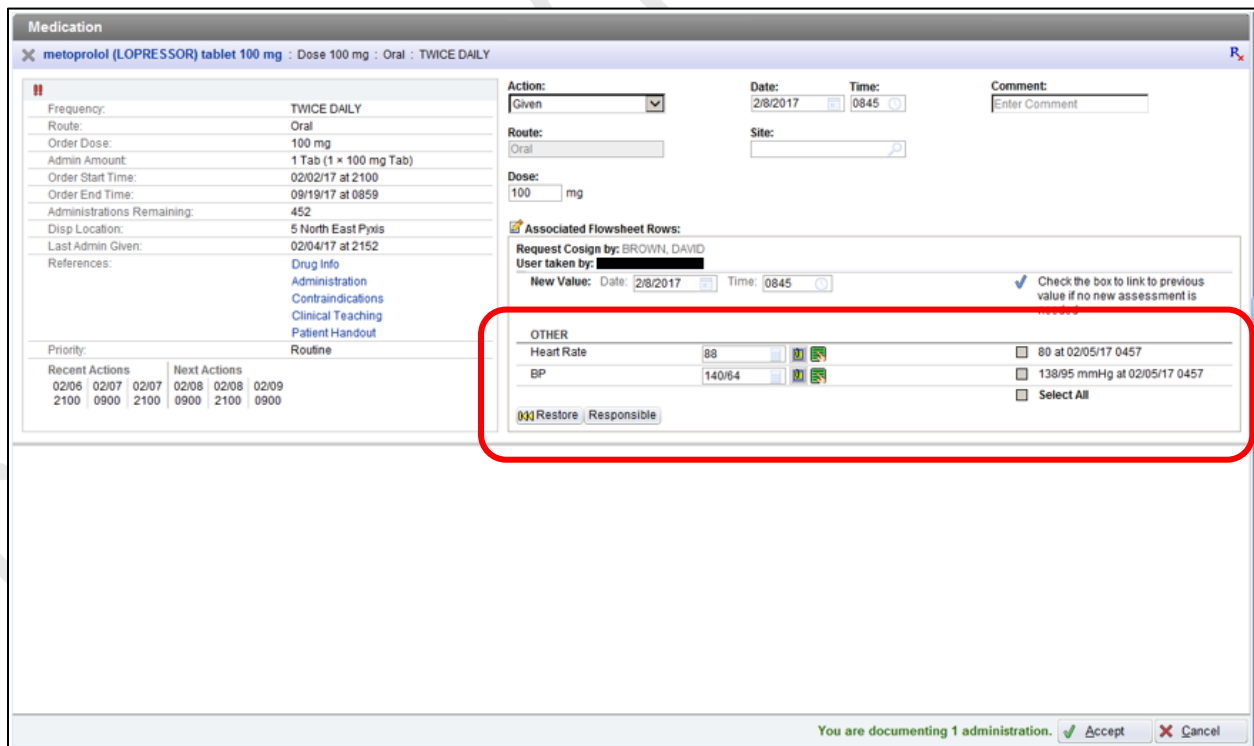 Medication
metoprolol (LOPRESSOR) tablet 100 mg : Dose 100 mg : Oral : TWICE DAILY
Rx
!!
Frequency: TWICE DAILY
Route: Oral
Order Dose: 100 mg
Admin Amount: 1 Tab (1 × 100 mg Tab)
Order Start Time: 02/02/17 at 2100
Order End Time: 09/19/17 at 0859
Administrations Remaining: 452
Disp Location: 5 North East Pyxis
Last Admin Given: 02/04/17 at 2152
References: Drug Info
Administration
Contraindications
Clinical Teaching
Patient Handout
Priority: Routine
Recent Actions Next Actions
02/06 02/07 02/07 02/08 02/08 02/09
2100 0900 2100 0900 2100 0900
Action: Date: Time: Comment:
Given 2/8/2017 0845 Enter Comment
Route: Site:
Oral
Dose:
100 mg
Associated Flowsheet Rows:
Request Cosign by: BROWN, DAVID
User taken by:
New Value: Date: 2/8/2017 Time: 0845 Check the box to link to previous
value if no new assessment is
needed
OTHER
Heart Rate 88 80 at 02/05/17 0457
BP 140/64 138/95 mmHg at 02/05/17 0457
Select All
Restore Responsible
You are documenting 1 administration. Accept Cancel